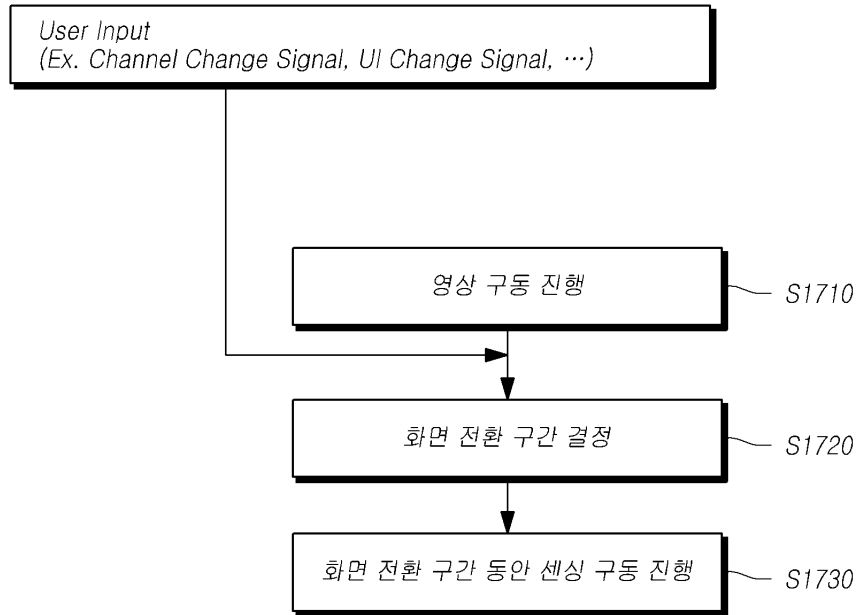 User Input
(Ex. Channel Change Signal, UI Change Signal, …)
영상 구동 진행
S1710
화면 전환 구간 결정
S1720
화면 전환 구간 동안 센싱 구동 진행
S1730